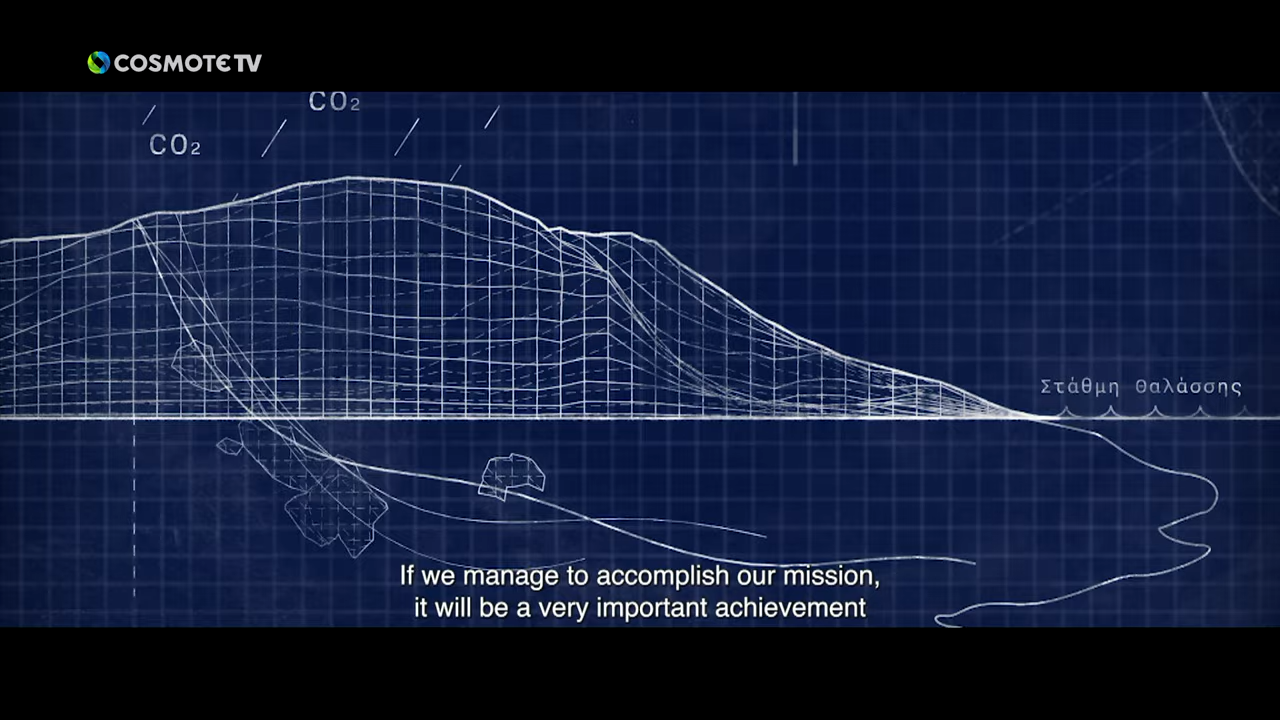 COSMOTE TV
CO₂
CO₂
Στάθμη Θαλάσσης
If we manage to accomplish our mission,
it will be a very important achievement